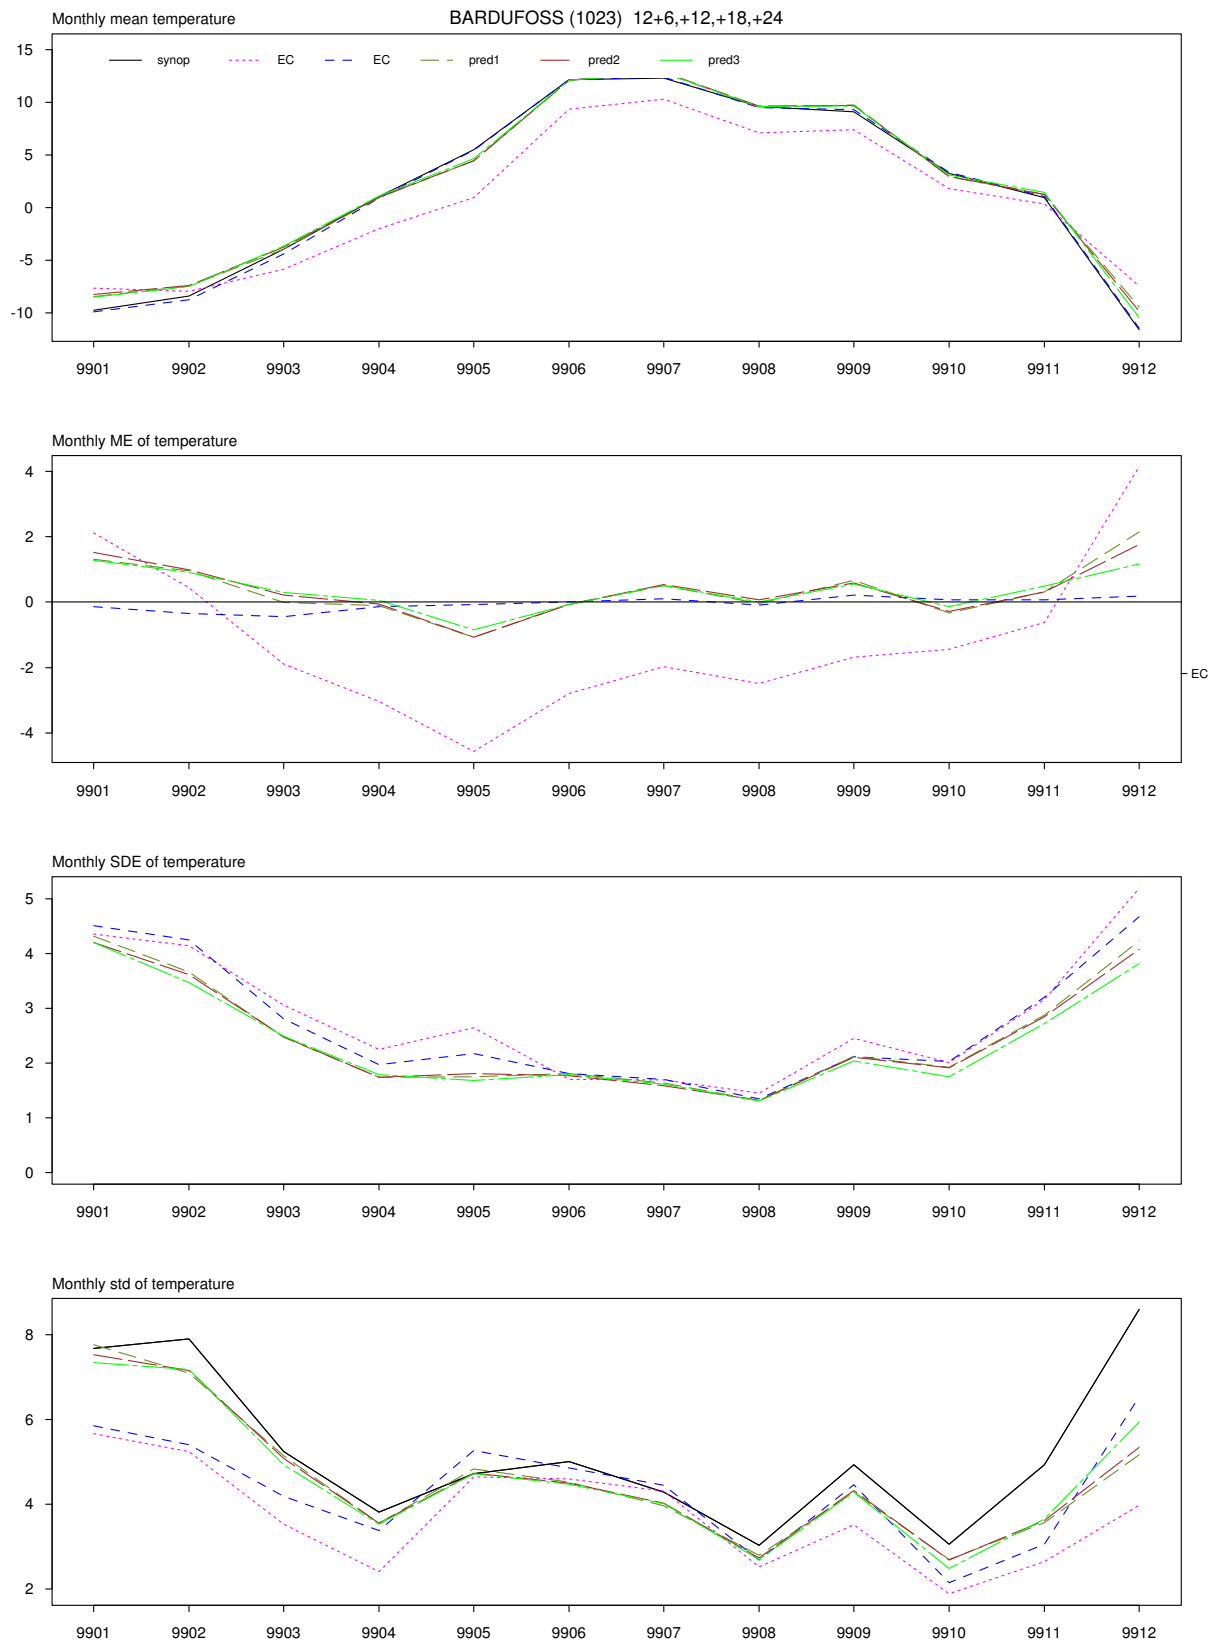 BARDUFOSS (1023) 12+6,+12,+18,+24
Monthly mean temperature
synop EC EC pred1 pred2 pred3
15
10
5
0
-5
-10
9901 9902 9903 9904 9905 9906 9907 9908 9909 9910 9911 9912
Monthly ME of temperature
4
2
0
-2
-4
EC
9901 9902 9903 9904 9905 9906 9907 9908 9909 9910 9911 9912
Monthly SDE of temperature
5
4
3
2
1
0
9901 9902 9903 9904 9905 9906 9907 9908 9909 9910 9911 9912
Monthly std of temperature
8
6
4
2
9901 9902 9903 9904 9905 9906 9907 9908 9909 9910 9911 9912